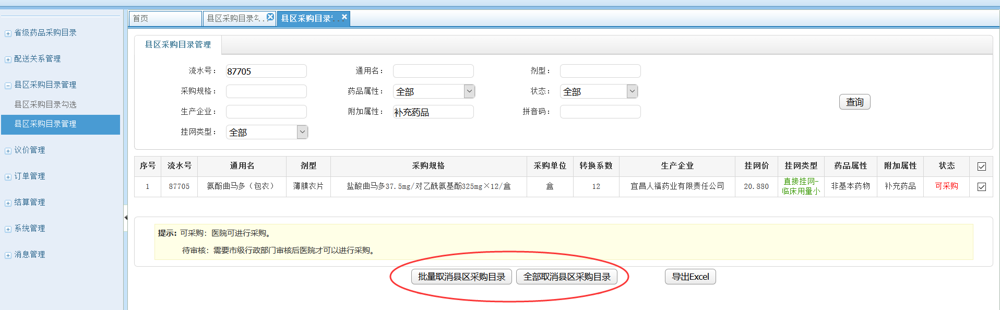 首页
县区采购目录勾...
县区采购目录管...
省级药品采购目录
配送关系管理
县区采购目录管理
县区采购目录勾选
县区采购目录管理
议价管理
订单管理
结算管理
系统管理
消息管理
县区采购目录管理
流水号： 87705 通用名： 剂型：
采购规格： 药品属性： 全部 状态： 全部
生产企业： 附加属性： 补充药品 拼音码：
挂网类型： 全部
查询
序号 流水号 通用名 剂型 采购规格 采购单位 转换系数 生产企业 挂网价 挂网类型 药品属性 附加属性 状态
1 87705 氨酚曲马多（包衣） 薄膜衣片 盐酸曲马多37.5mg/对乙酰氨基酚325mg×12/盒 盒 12 宜昌人福药业有限责任公司 20.880 直接挂网-临床用量小 非基本药物 补充药品 可采购
提示: 可采购：医院可进行采购。
待审核：需要市级行政部门审核后医院才可以进行采购。
批量取消县区采购目录 全部取消县区采购目录 导出Excel